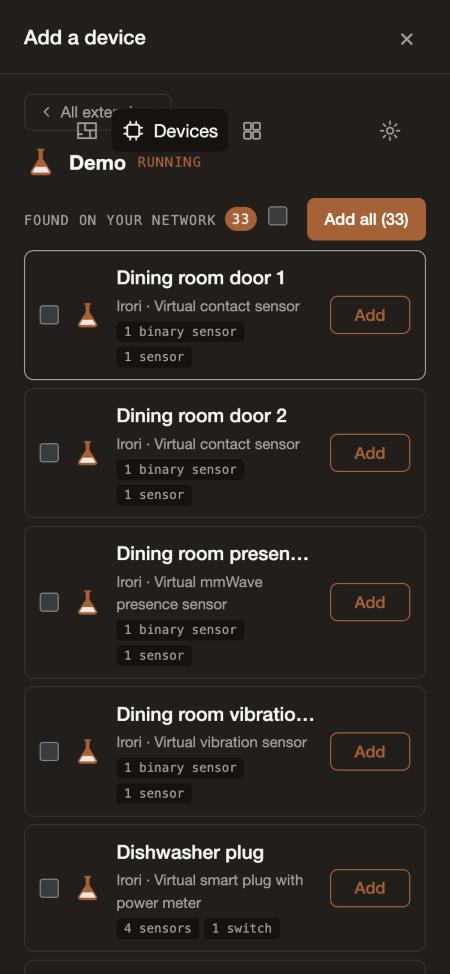 Add a device
All exten
Devices
Demo RUNNING
FOUND ON YOUR NETWORK 33 Add all (33)
Dining room door 1
Irori · Virtual contact sensor
1 binary sensor
1 sensor
Add
Dining room door 2
Irori · Virtual contact sensor
1 binary sensor
1 sensor
Add
Dining room presen...
Irori · Virtual mmWave
presence sensor
1 binary sensor
1 sensor
Add
Dining room vibratio...
Irori · Virtual vibration sensor
1 binary sensor
1 sensor
Add
Dishwasher plug
Irori · Virtual smart plug with
power meter
4 sensors 1 switch
Add